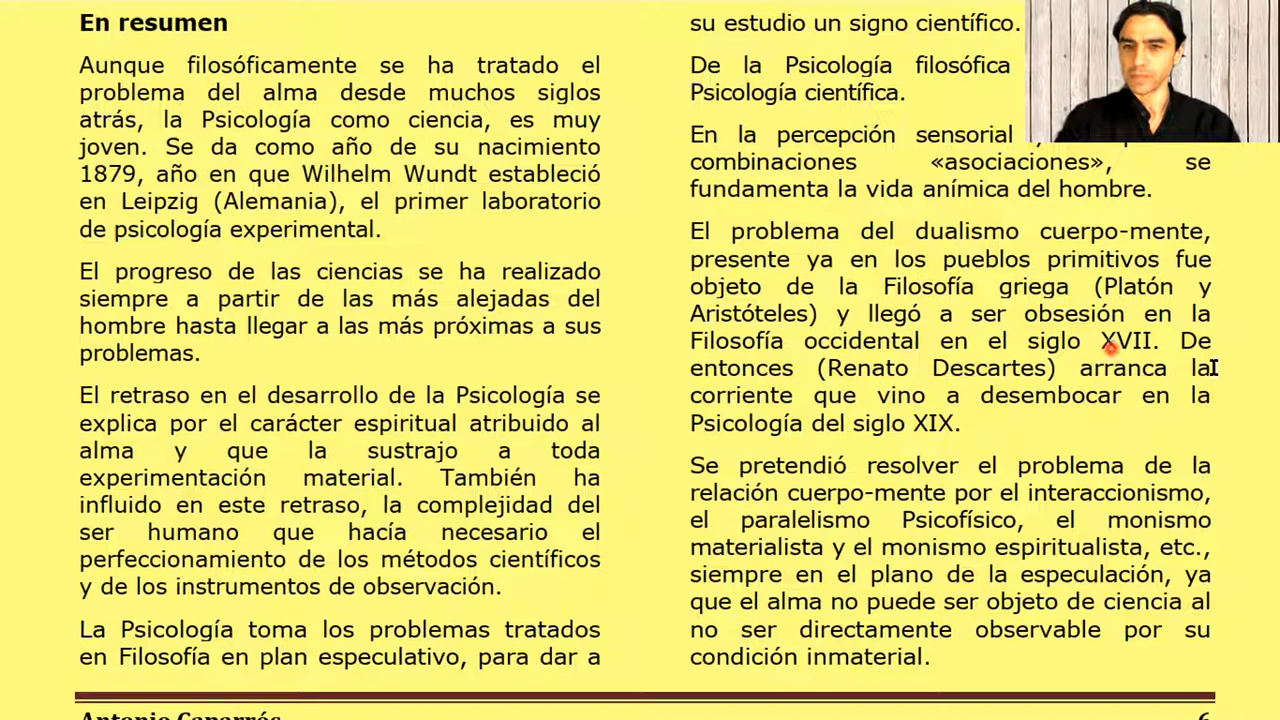 En resumen
Aunque filosóficamente se ha tratado el
problema del alma desde muchos siglos
atrás, la Psicología como ciencia, es muy
joven. Se da como año de su nacimiento
1879, año en que Wilhelm Wundt estableció
en Leipzig (Alemania), el primer laboratorio
de psicología experimental.
El progreso de las ciencias se ha realizado
siempre a partir de las más alejadas del
hombre hasta llegar a las más próximas a sus
problemas.
El retraso en el desarrollo de la Psicología se
explica por el carácter espiritual atribuido al
alma y que la sustrajo a toda
experimentación material. También ha
influido en este retraso, la complejidad del
ser humano que hacía necesario el
perfeccionamiento de los métodos científicos
y de los instrumentos de observación.
La Psicología toma los problemas tratados
en Filosofía en plan especulativo, para dar a
su estudio un signo científico.
De la Psicología filosófica
Psicología científica.
En la percepción sensorial
combinaciones «asociaciones», se
fundamenta la vida anímica del hombre.
El problema del dualismo cuerpo-mente,
presente ya en los pueblos primitivos fue
objeto de la Filosofía griega (Platón y
Aristóteles) y llegó a ser obsesión en la
Filosofía occidental en el siglo XVII. De
entonces (Renato Descartes) arranca la
corriente que vino a desembocar en la
Psicología del siglo XIX.
Se pretendió resolver el problema de la
relación cuerpo-mente por el interaccionismo,
el paralelismo Psicofísico, el monismo
materialista y el monismo espiritualista, etc.,
siempre en el plano de la especulación, ya
que el alma no puede ser objeto de ciencia al
no ser directamente observable por su
condición inmaterial.
Antonio Caparrós
6